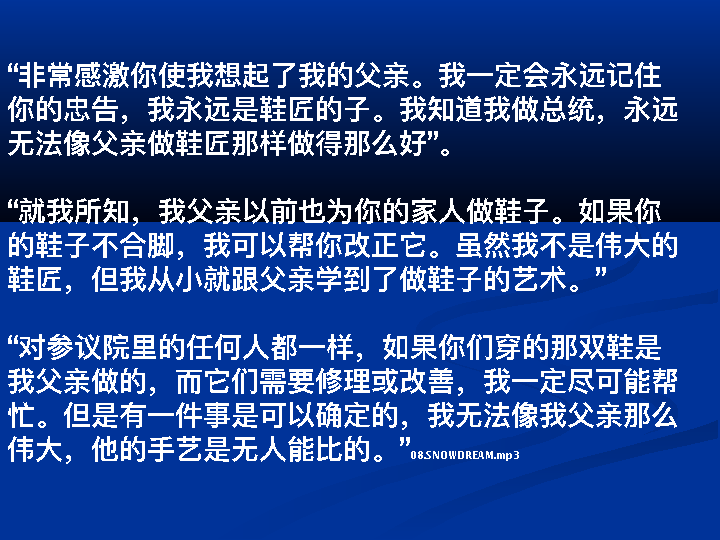 “非常感激你使我想起了我的父亲。我一定会永远记住
你的忠告，我永远是鞋匠的子。我知道我做总统，永远
无法像父亲做鞋匠那样做得那么好”。
“就我所知，我父亲以前也为你的家人做鞋子。如果你
的鞋子不合脚，我可以帮你改正它。虽然我不是伟大的
鞋匠，但我从小就跟父亲学到了做鞋子的艺术。”
“对参议院里的任何人都一样，如果你们穿的那双鞋是
我父亲做的，而它们需要修理或改善，我一定尽可能帮
忙。但是有一件事是可以确定的，我无法像我父亲那么
伟大，他的手艺是无人能比的。”08.SNOWDREAM.mp3